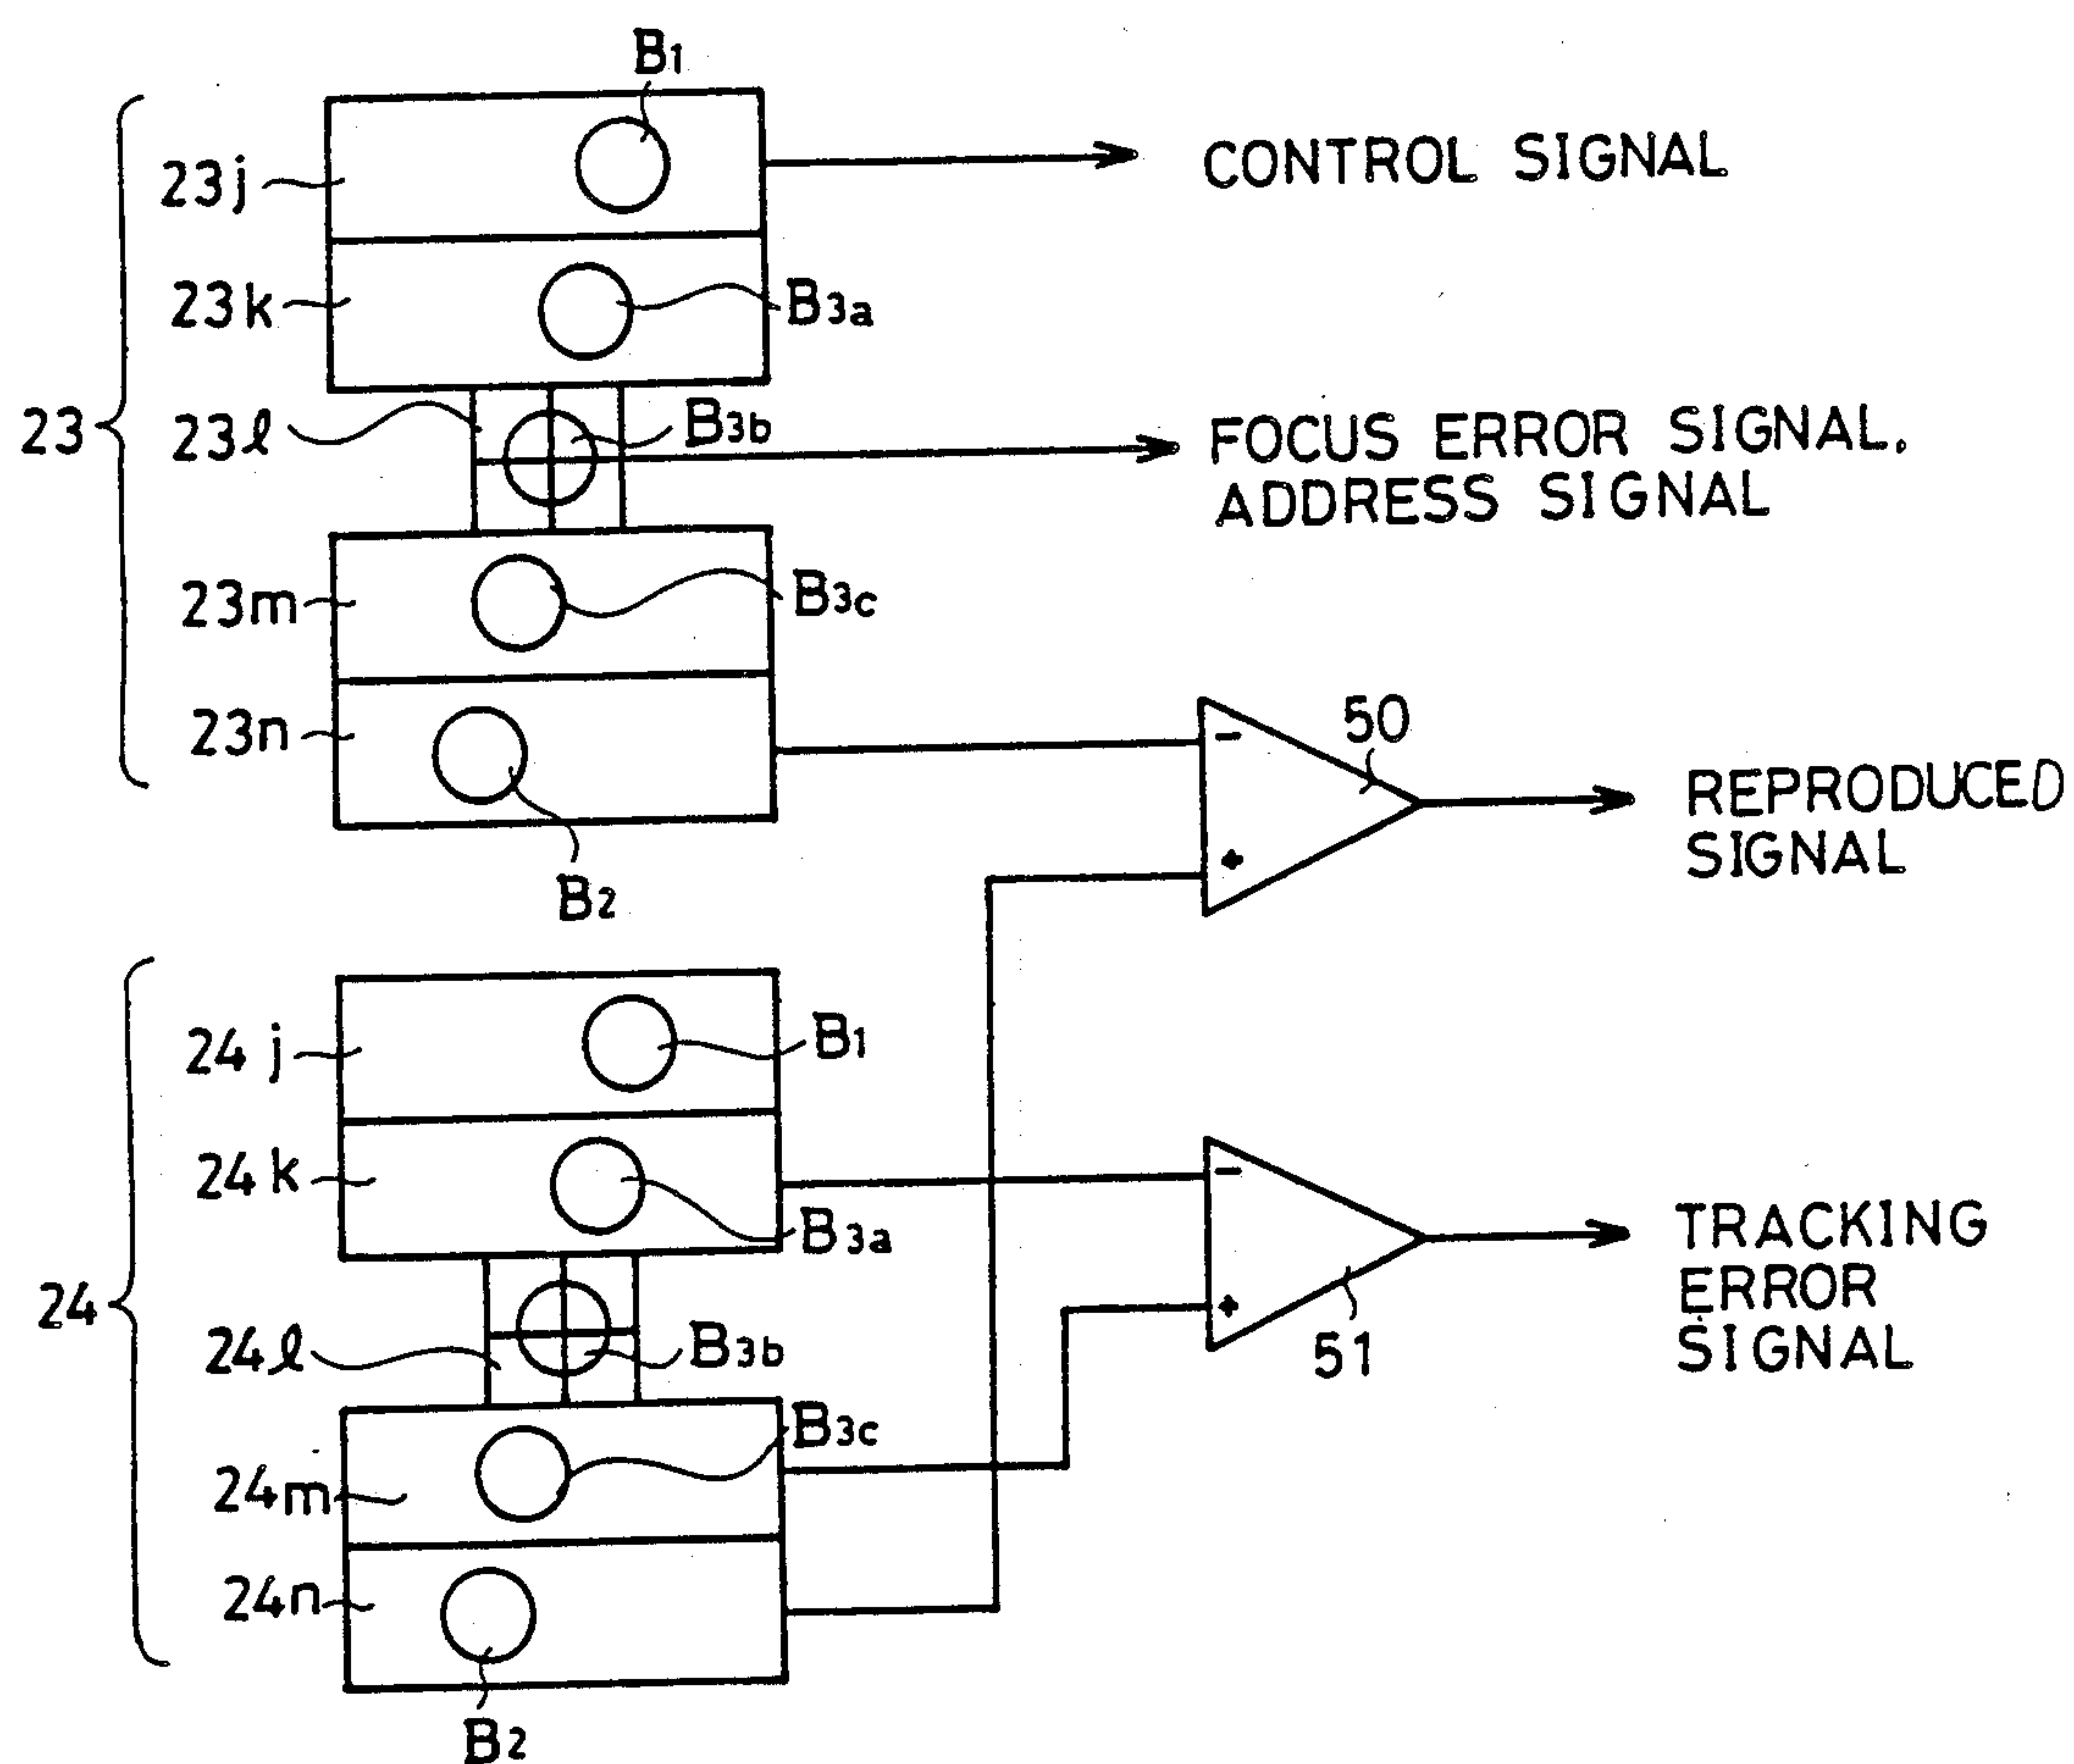 B1
23j
CONTROL SIGNAL
23k
B3a
23
23l
B3b
FOCUS ERROR SIGNAL.
ADDRESS SIGNAL
23m
B3c
23n
-
50
+
REPRODUCED
SIGNAL
B2
24j
B1
24k
B3a
-
+
51
TRACKING
ERROR
SIGNAL
24
24l
B3b
24m
B3c
24n
B2